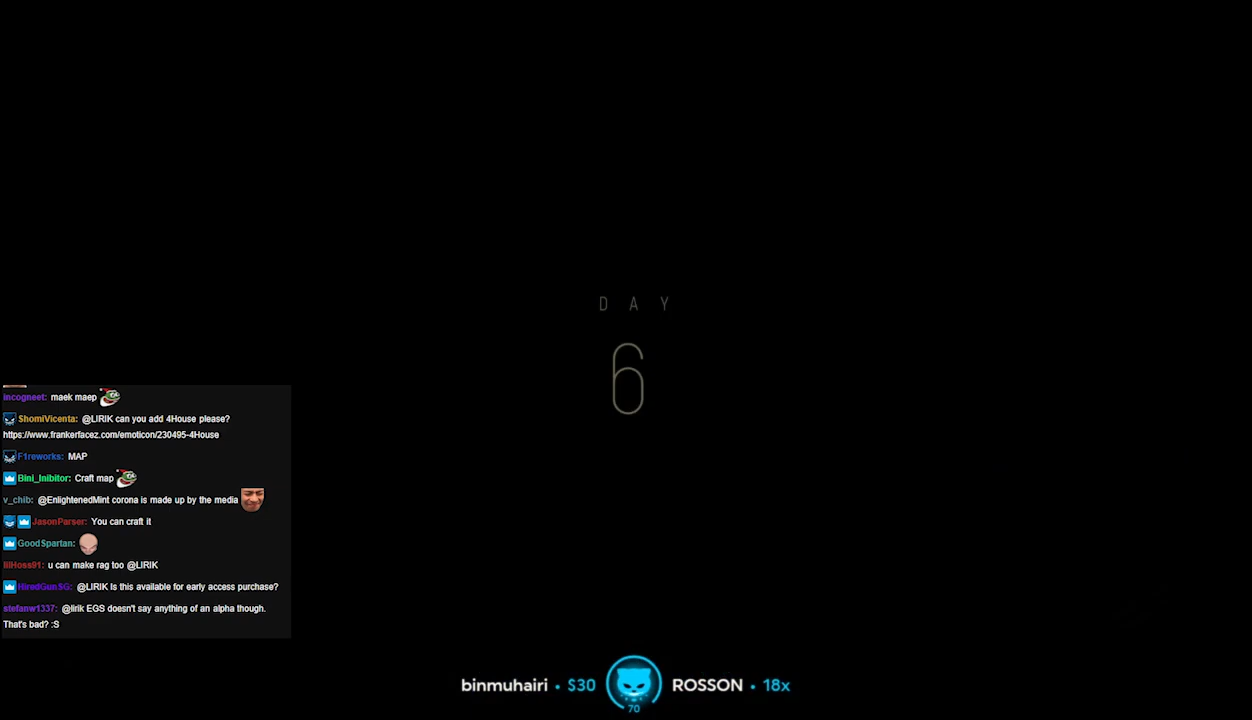 D A Y
6
incogneet: maek maep
ShomiVicenta: @LIRIK can you add 4House please?
https://www.frankerfacez.com/emoticon/230495-4House
F1reworks: MAP
Bini_Inibitor: Craft map
v_chib: @EnlightenedMint corona is made up by the media
JasonParser: You can craft it
GoodSpartan:
liiHoss91: u can make rag too @LIRIK
HiredGunSG: @LIRIK Is this available for early access purchase?
stefanw1337: @lirik EGS doesn't say anything of an alpha though.
That's bad? :S
binmuhairi • $30 70 ROSSON • 18x